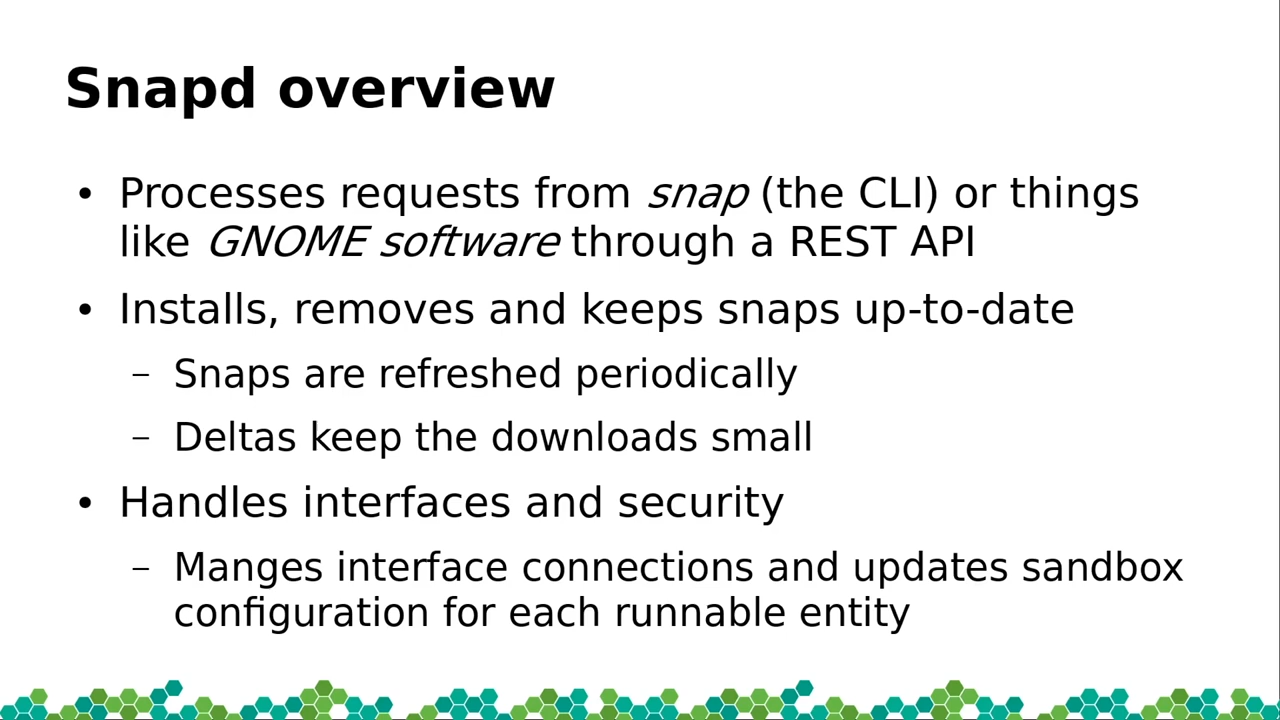 Snapd overview
• Processes requests from snap (the CLI) or things
like GNOME software through a REST API
• Installs, removes and keeps snaps up-to-date
– Snaps are refreshed periodically
– Deltas keep the downloads small
• Handles interfaces and security
– Manges interface connections and updates sandbox
configuration for each runnable entity